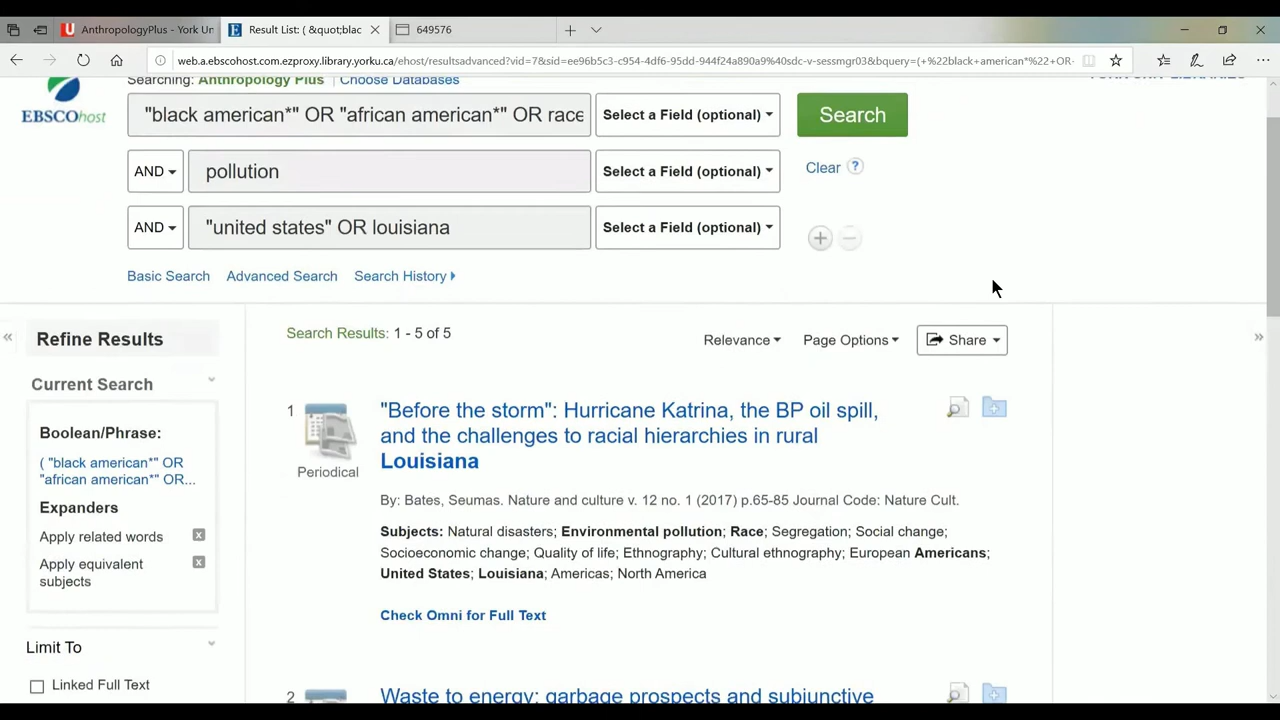 AnthropologyPlus - York Un
Result List: ( &quot;blac
649576
web.a.ebscohost.com.ezproxy.library.yorku.ca/ehost/resultsadvanced?vid=7&sid=ee96b5c3-c954-4df6-95dd-944f24a890a9%40sdc-v-sessmgr03&bquery=(+%22black+american*%22+OR-
Searching: Anthropology Plus | Choose Databases
EBSCOhost
"black american*" OR "african american*" OR race
Select a Field (optional)
Search
AND
pollution
Select a Field (optional)
Clear
?
AND
"united states" OR louisiana
Select a Field (optional)
Basic Search
Advanced Search
Search History
Refine Results
Search Results: 1 - 5 of 5
Relevance
Page Options
Share
Current Search
Boolean/Phrase:
( "black american*" OR
"african american*" OR...
Expanders
Apply related words
Apply equivalent
subjects
Limit To
Linked Full Text
1
Periodical
"Before the storm": Hurricane Katrina, the BP oil spill,
and the challenges to racial hierarchies in rural
Louisiana
By: Bates, Seumas. Nature and culture v. 12 no. 1 (2017) p.65-85 Journal Code: Nature Cult.
Subjects: Natural disasters; Environmental pollution; Race; Segregation; Social change;
Socioeconomic change; Quality of life; Ethnography; Cultural ethnography; European Americans;
United States; Louisiana; Americas; North America
Check Omni for Full Text
2
Waste to energy: garbage prospects and subjunctive